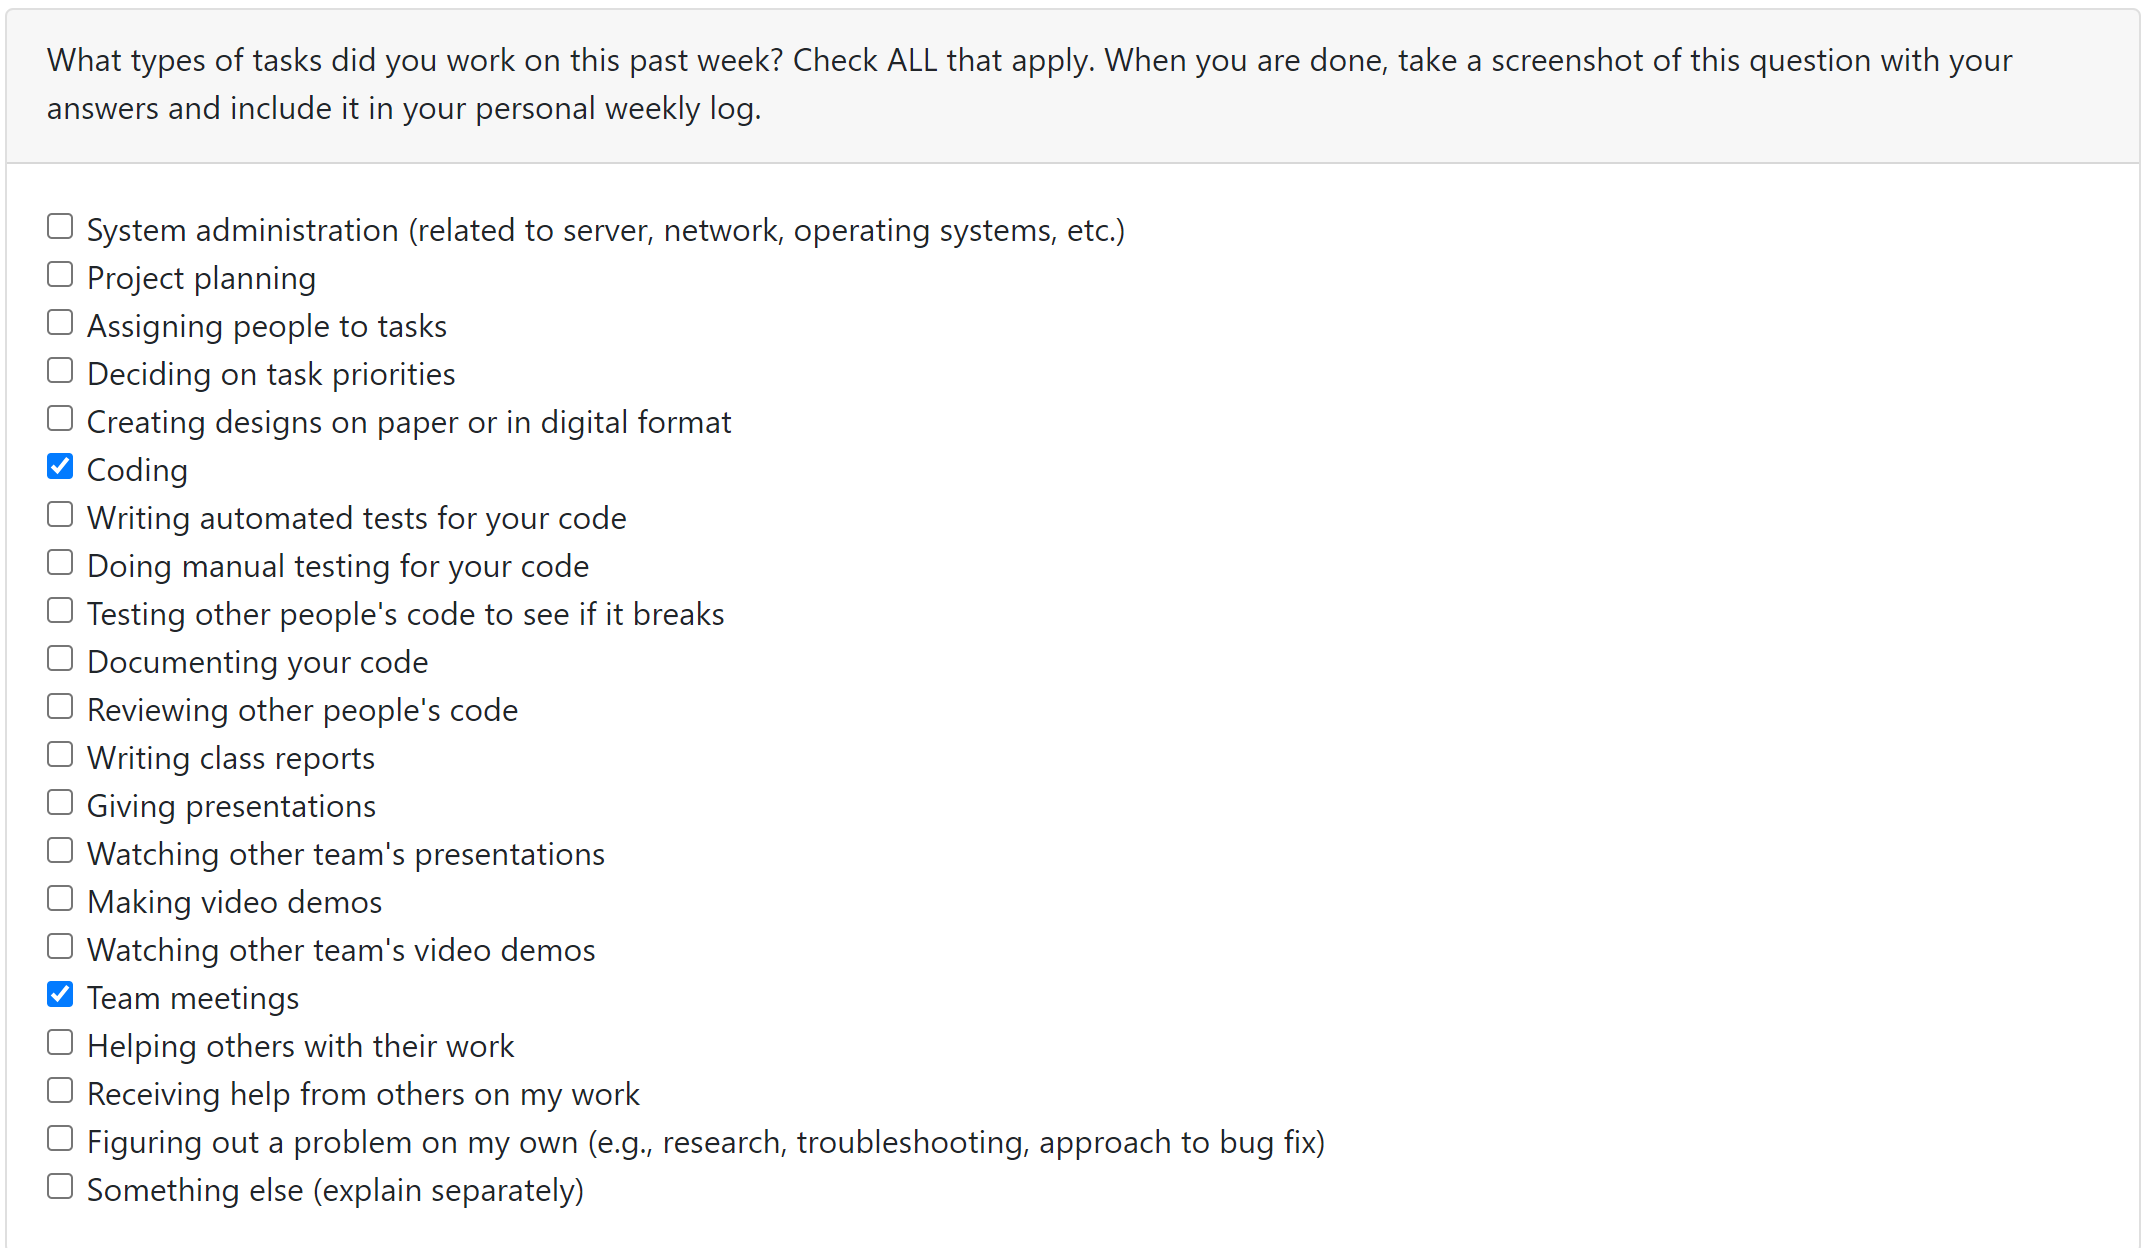 What types of tasks did you work on this past week? Check ALL that apply. When you are done, take a screenshot of this question with your
answers and include it in your personal weekly log.
System administration (related to server, network, operating systems, etc.)
Project planning
Assigning people to tasks
Deciding on task priorities
Creating designs on paper or in digital format
Coding
Writing automated tests for your code
Doing manual testing for your code
Testing other people's code to see if it breaks
Documenting your code
Reviewing other people's code
Writing class reports
Giving presentations
Watching other team's presentations
Making video demos
Watching other team's video demos
Team meetings
Helping others with their work
Receiving help from others on my work
Figuring out a problem on my own (e.g., research, troubleshooting, approach to bug fix)
Something else (explain separately)